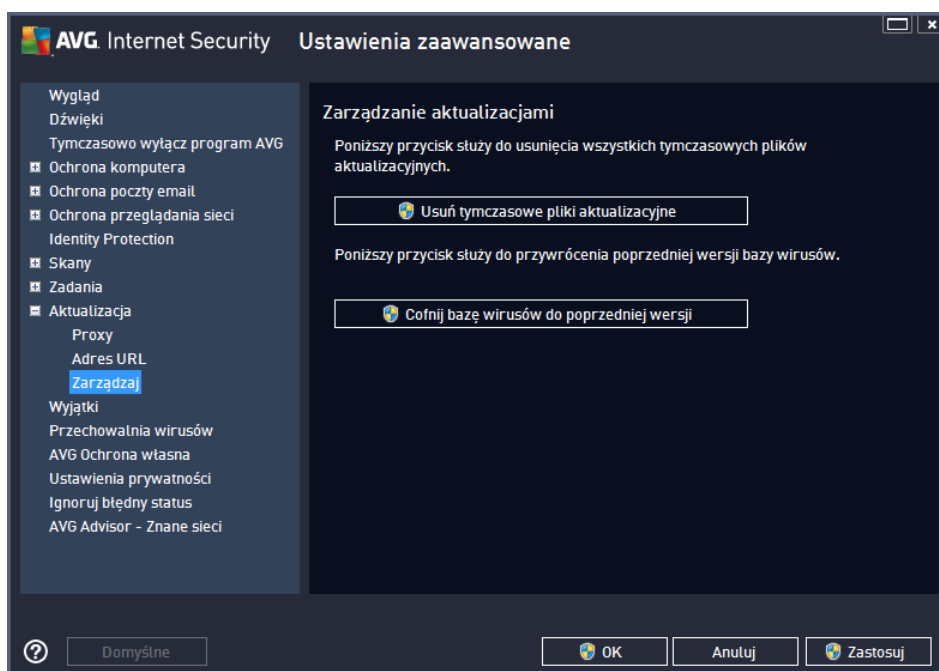 AVG. Internet Security
Ustawienia zaawansowane
Wygląd
Dźwięki
Tymczasowo wyłącz program AVG
Ochrona komputera
Ochrona poczty email
Ochrona przeglądania sieci
Identity Protection
Skany
Zadania
Aktualizacja
Proxy
Adres URL
Zarządzaj
Wyjątki
Przechowalnia wirusów
AVG Ochrona własna
Ustawienia prywatności
Ignoruj błędny status
AVG Advisor - Znane sieci
Zarządzanie aktualizacjami
Poniższy przycisk służy do usunięcia wszystkich tymczasowych plików
aktualizacyjnych.
Usuń tymczasowe pliki aktualizacyjne
Poniższy przycisk służy do przywrócenia poprzedniej wersji bazy wirusów.
Cofnij bazę wirusów do poprzedniej wersji
Domyślne
OK
Anuluj
Zastosuj